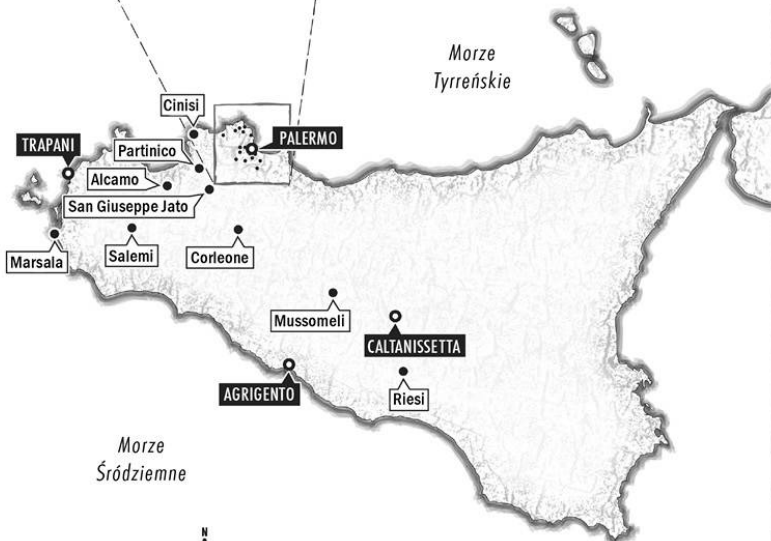 Morze
Tyrreńskie
Cinisi
TRAPANI
PALERMO
Partinico
Alcamo
San Giuseppe Jato
Marsala
Salemi
Corleone
Mussomeli
CALTANISSETTA
AGRIGENTO
Riesi
Morze
Śródziemne
N